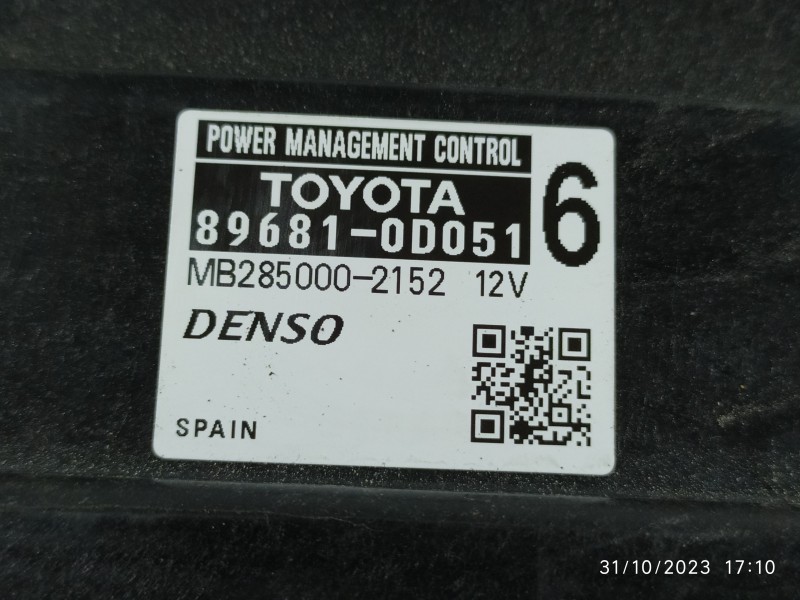 POWER MANAGEMENT CONTROL
TOYOTA
89681-0D051
6
MB285000-2152 12V
DENSO
SPAIN
31/10/2023 17:10